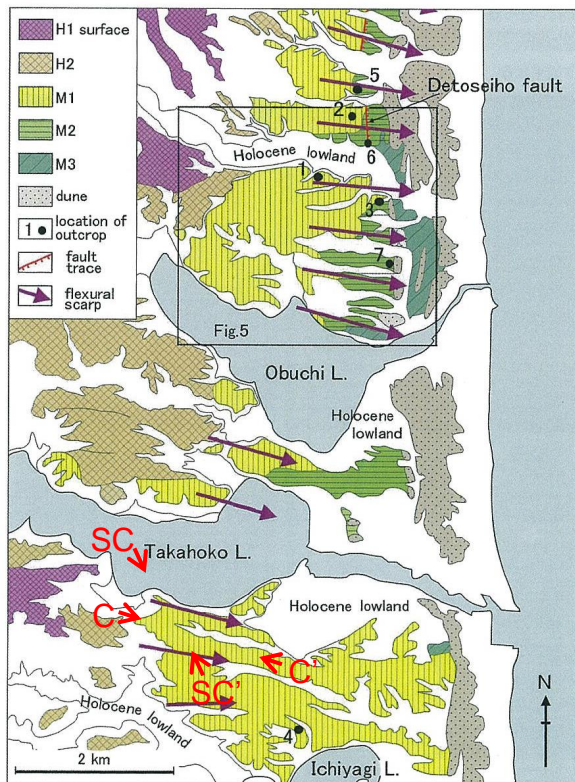 H1 surface
H2
M1
M2
M3
dune
1 location of
outcrop
fault
trace
flexural
scarp
5
Detoseiho fault
2
Holocene lowland
6
1
3
7
Fig.5
Obuchi L.
Holocene
lowland
SC
Takahoko L.
C
Holocene lowland
SC’
C’
Holocene
lowland
4
N
2 km
Ichiyagi L.